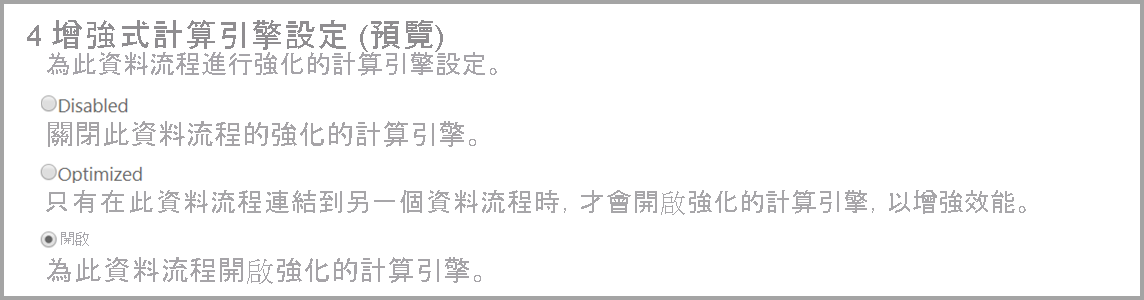 4 增強式計算引擎設定 (預覽)
為此資料流程進行強化的計算引擎設定。
Disabled
關閉此資料流程的強化的計算引擎。
Optimized
只有在此資料流程連結到另一個資料流程時, 才會開啟強化的計算引擎, 以增強效能。
開啟
為此資料流程開啟強化的計算引擎。